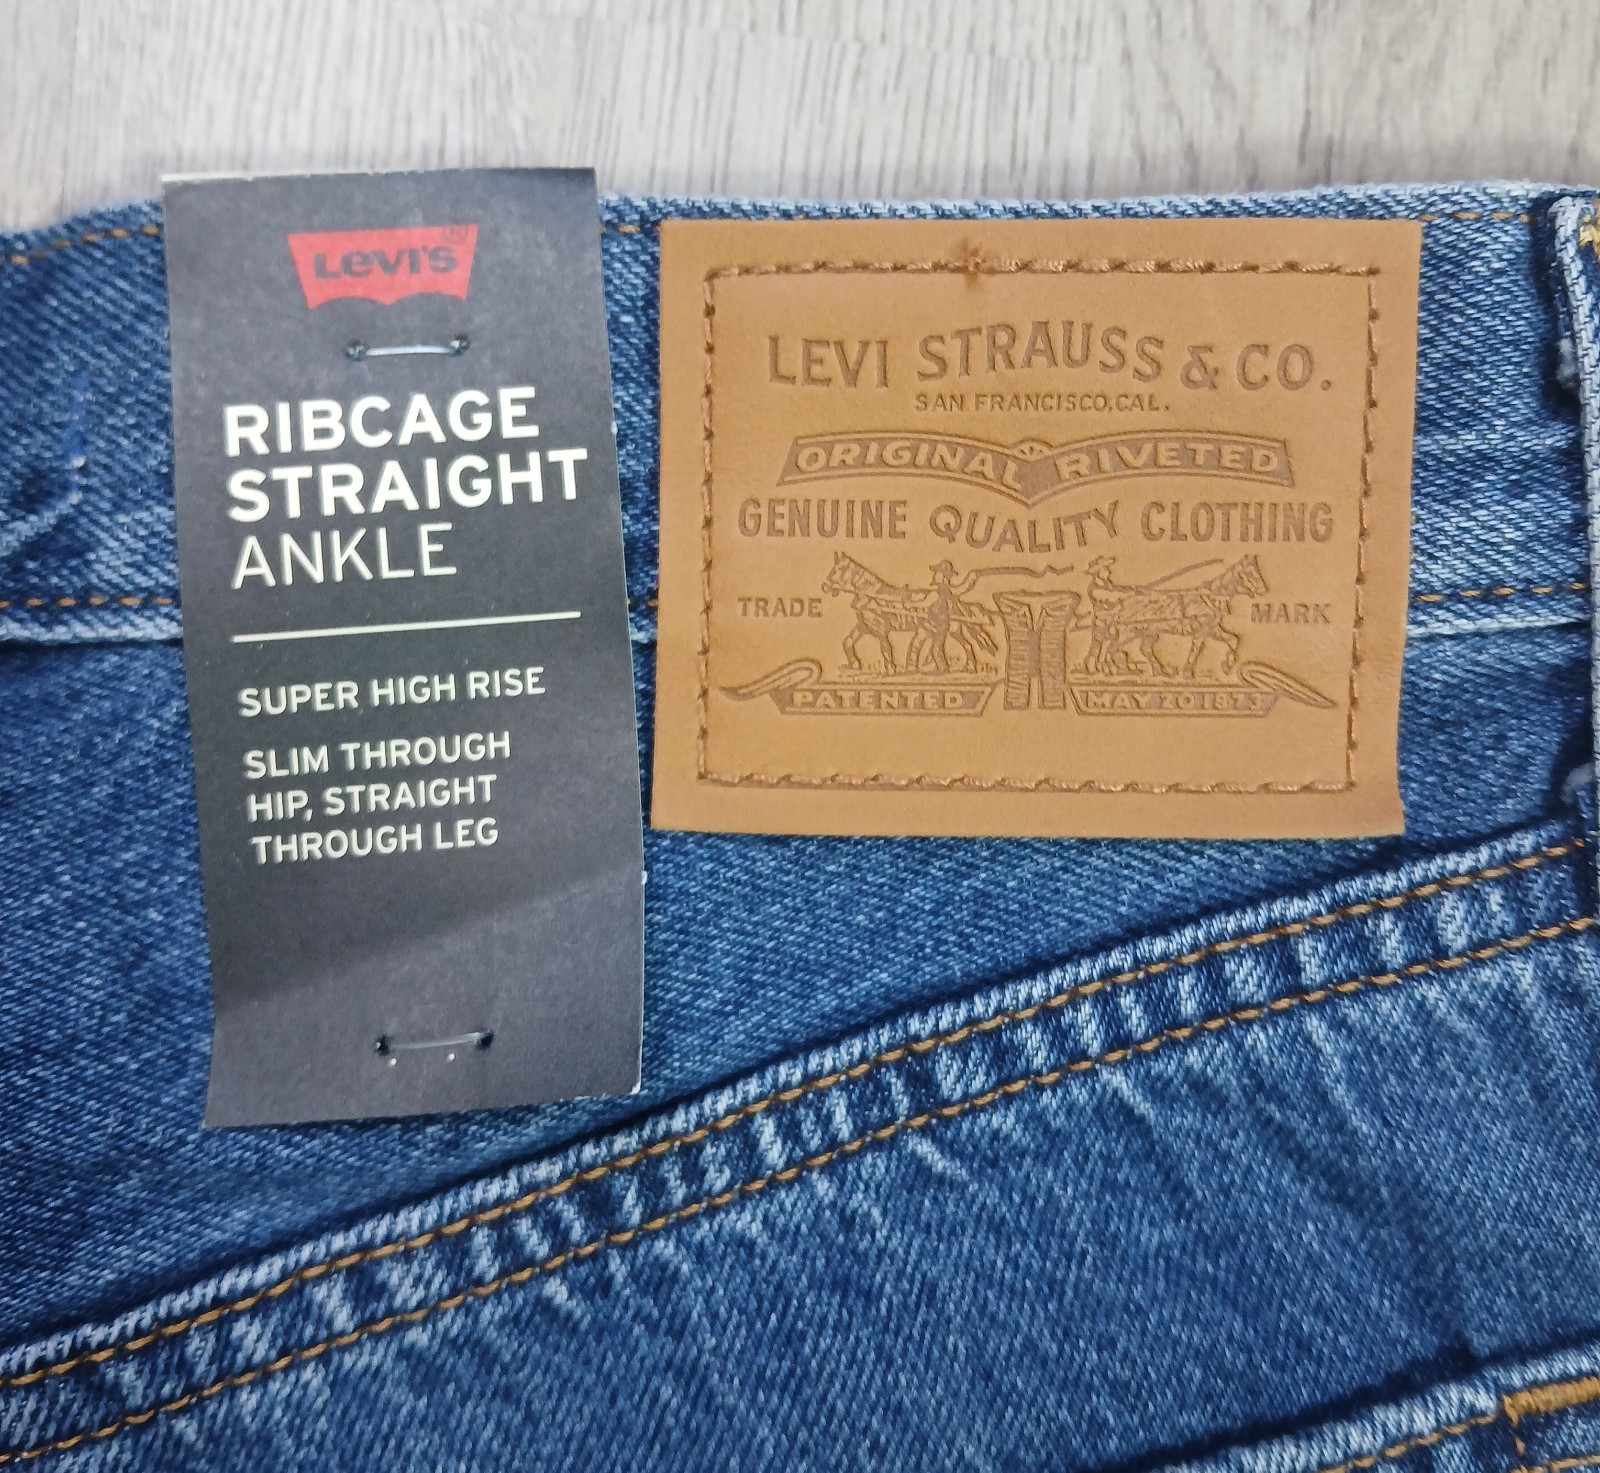 LEVI'S
RIBCAGE
STRAIGHT
ANKLE
SUPER HIGH RISE
SLIM THROUGH
HIP, STRAIGHT
THROUGH LEG
LEVI STRAUSS & CO.
SAN FRANCISCO, CAL.
ORIGINAL RIVETED
GENUINE QUALITY CLOTHING
TRADE MARK
PATENTED MAY 20 1873